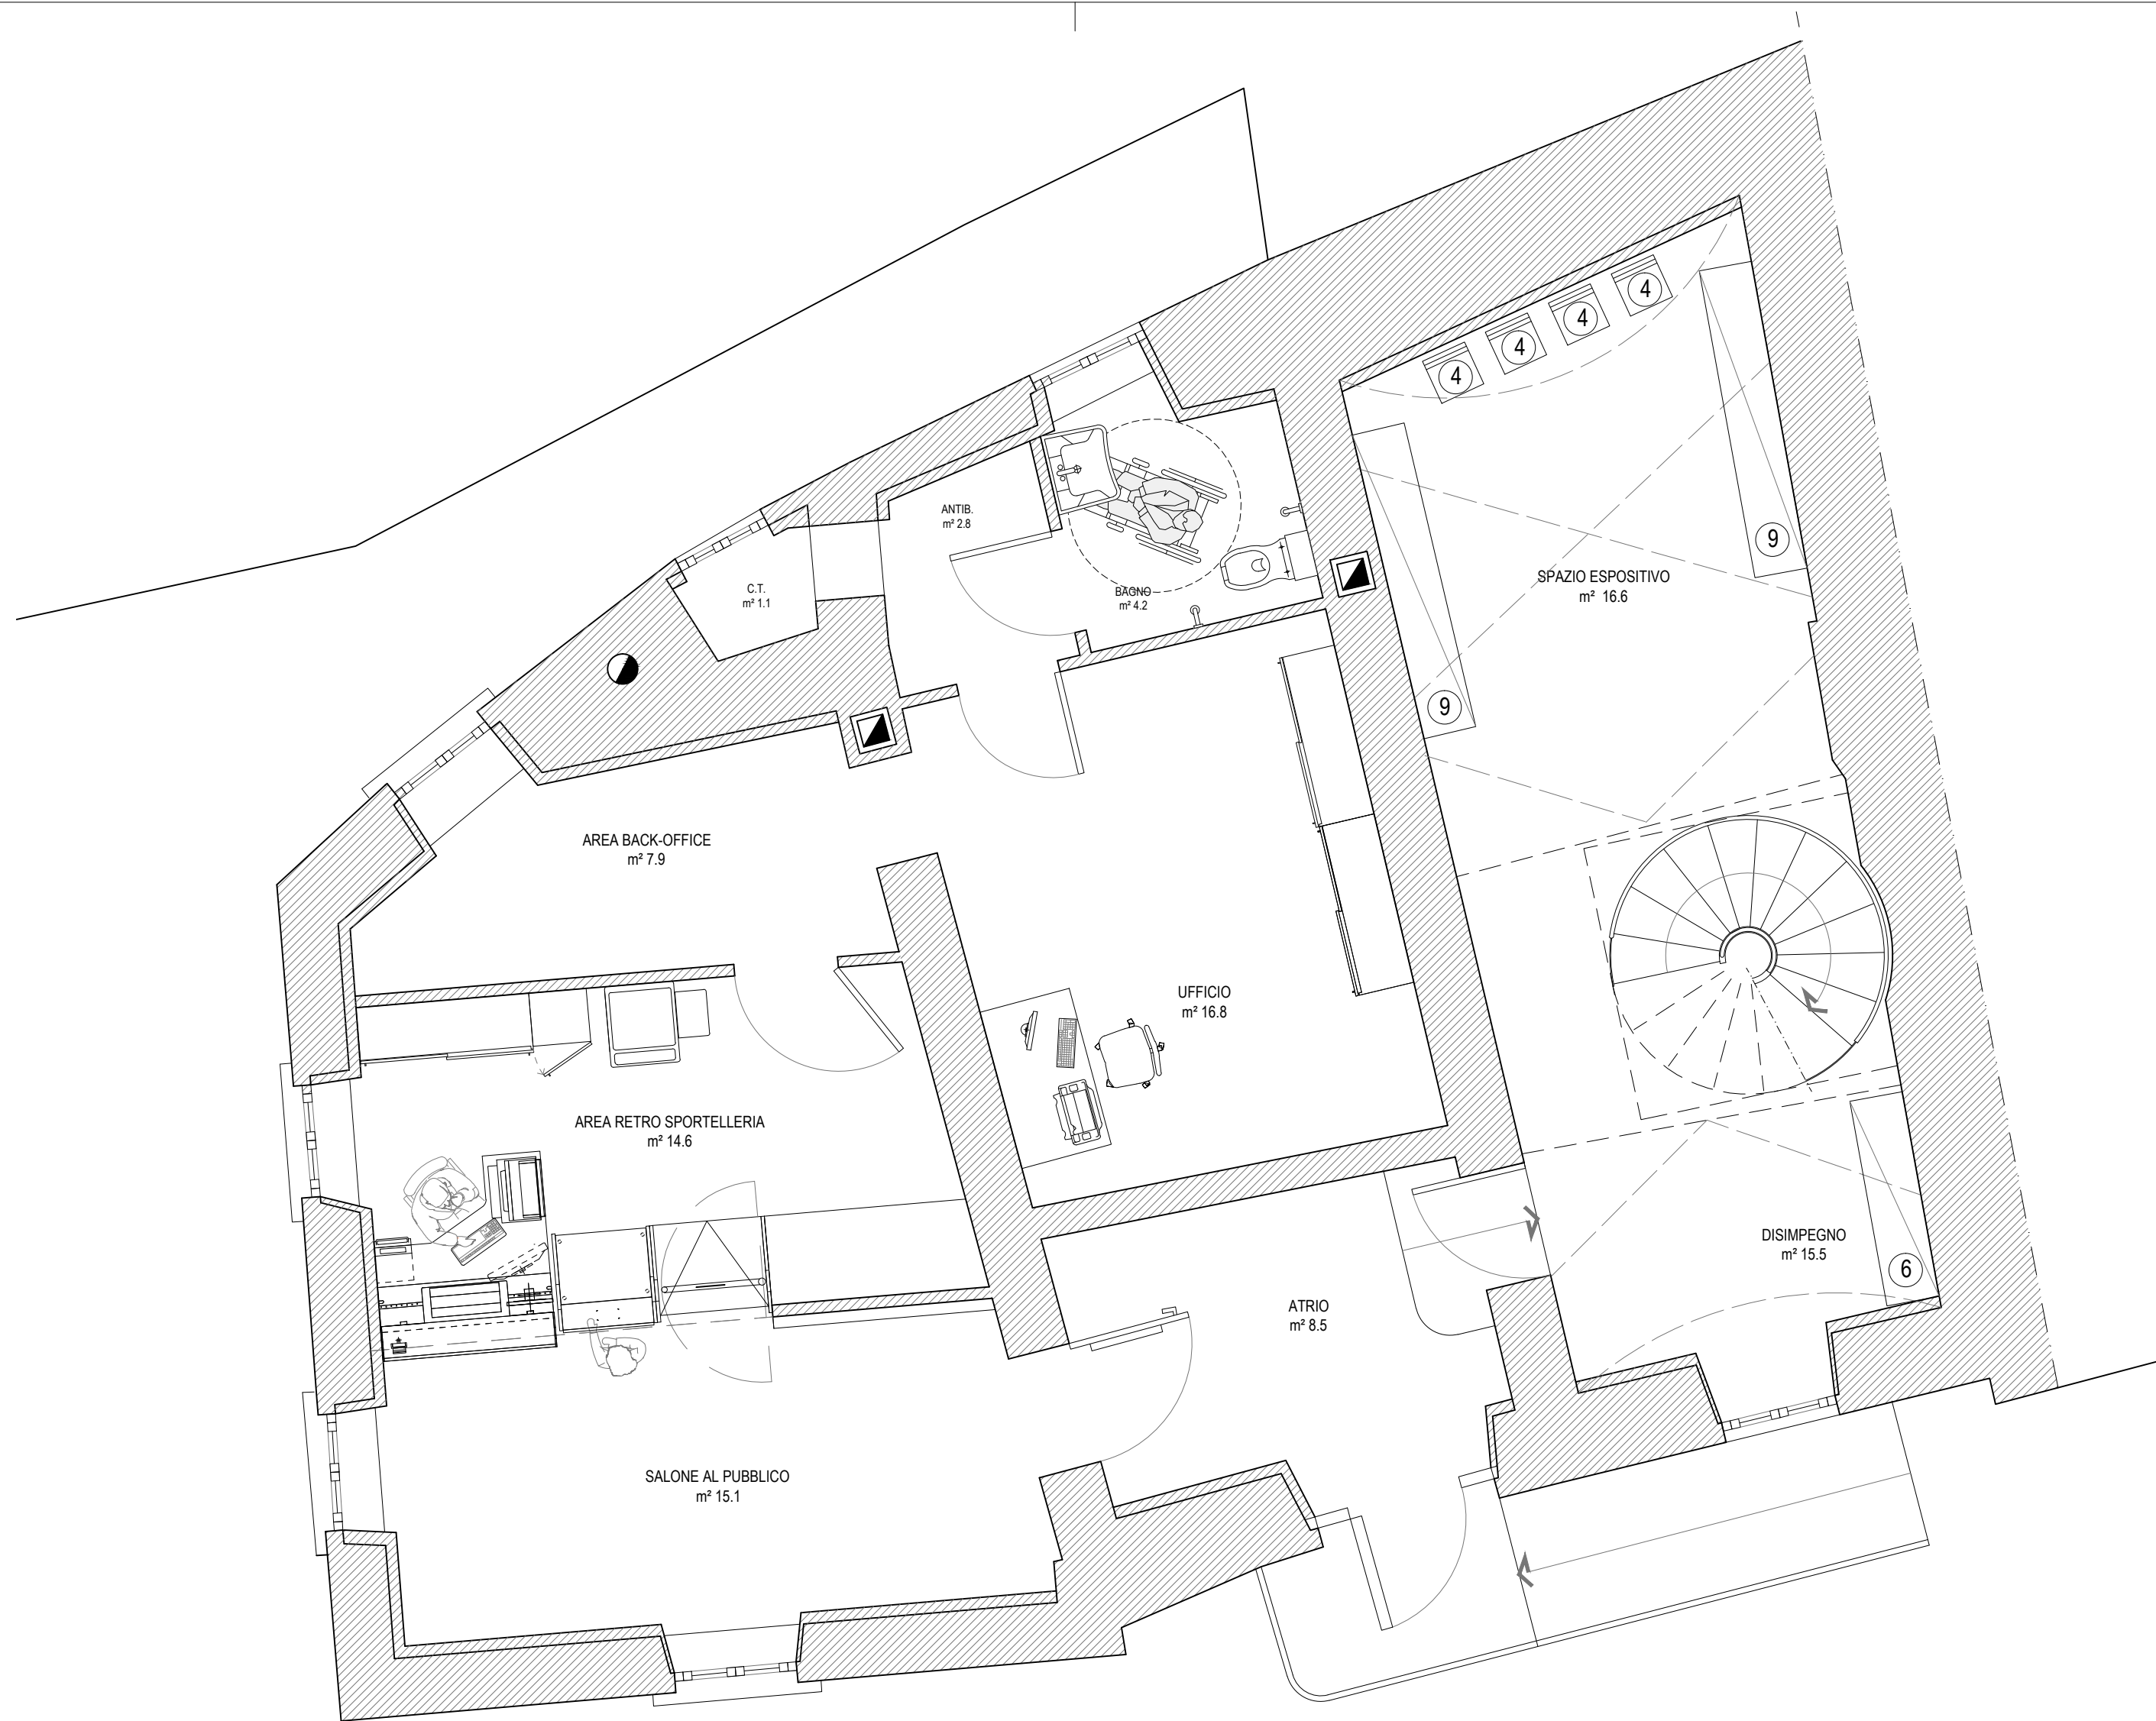 4
4
4
4
ANTIB.
m² 2.8
9
SPAZIO ESPOSITIVO
m² 16.6
C.T.
m² 1.1
BAGNO
m² 4.2
9
AREA BACK-OFFICE
m² 7.9
UFFICIO
m² 16.8
AREA RETRO SPORTELLERIA
m² 14.6
DISIMPEGNO
m² 15.5
6
ATRIO
m² 8.5
SALONE AL PUBBLICO
m² 15.1